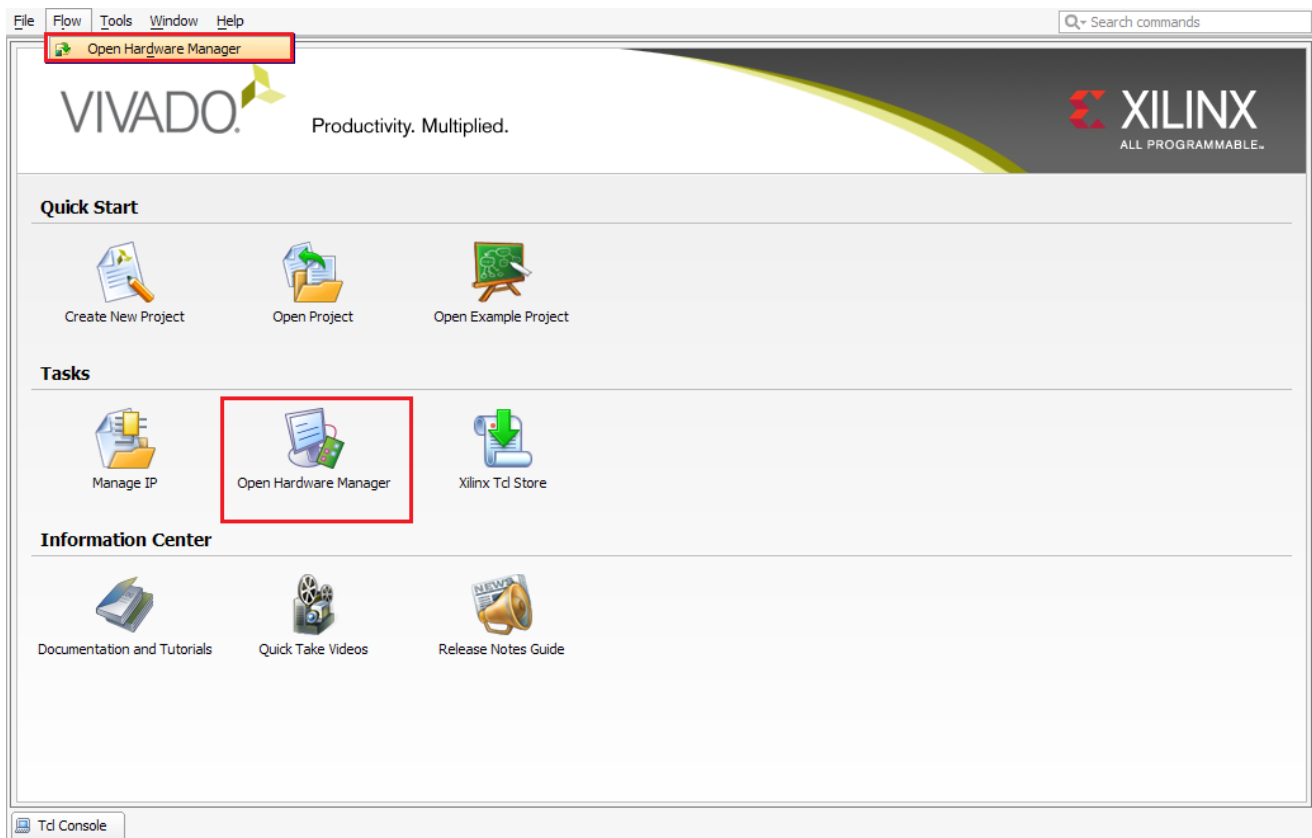 File Flow Tools Window Help Search commands
Open Hardware Manager
VIVADO. Productivity. Multiplied. XILINX
ALL PROGRAMMABLE™
Quick Start
Create New Project Open Project Open Example Project
Tasks
Manage IP Open Hardware Manager Xilinx Tcl Store
Information Center
NEWS
Documentation and Tutorials Quick Take Videos Release Notes Guide
Tcl Console